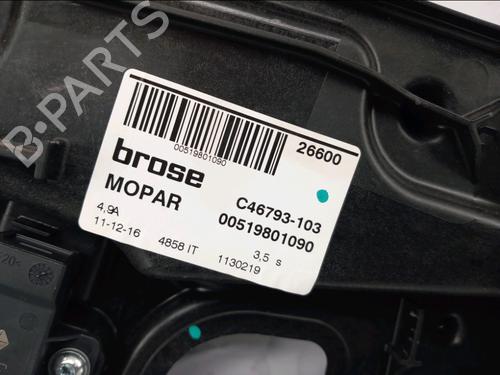 B-PARTS
00519801090
26600
brose
MOPAR
C46793-103
00519801090
4,9A
3,5 s
11-12-16
4858 IT
1130219